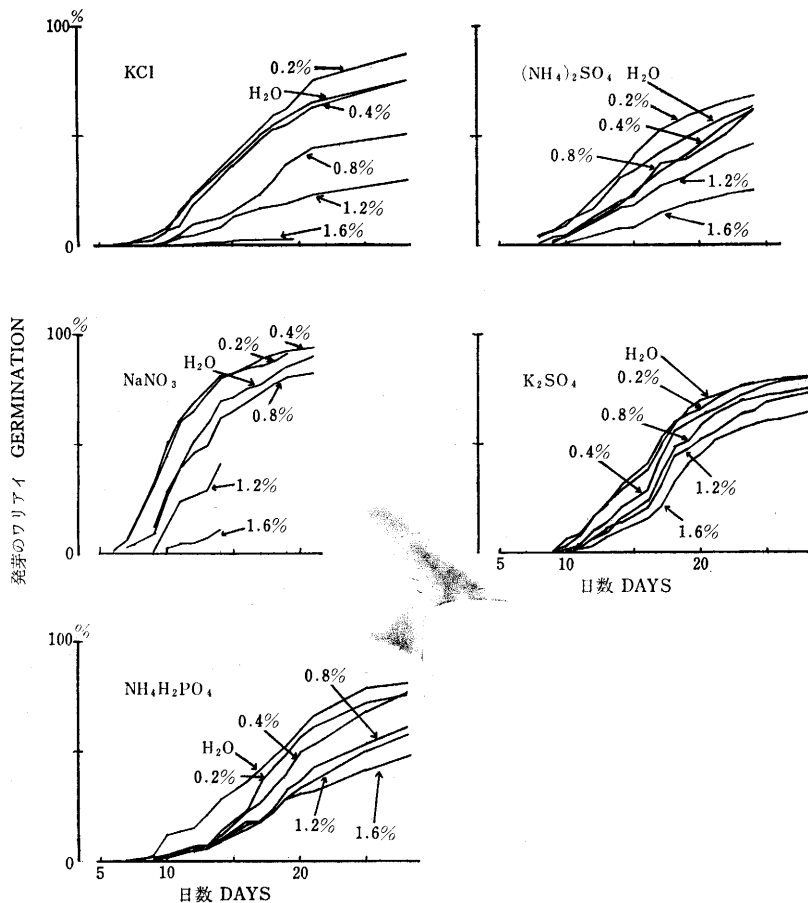 100%
KCl
0.2%
H₂O
0.4%
0.8%
1.2%
1.6%
0
(NH₄)₂SO₄ H₂O
0.2%
0.4%
0.8%
1.2%
1.6%
発芽のワリアイ GERMINATION
100%
NaNO₃
0.2%
0.4%
H₂O
0.8%
1.2%
1.6%
0
K₂SO₄
H₂O
0.2%
0.8%
0.4%
1.2%
1.6%
5 10 20
日数 DAYS
100%
NH₄H₂PO₄
0.8%
0.4%
H₂O
0.2%
1.2%
1.6%
0
5 10 20
日数 DAYS